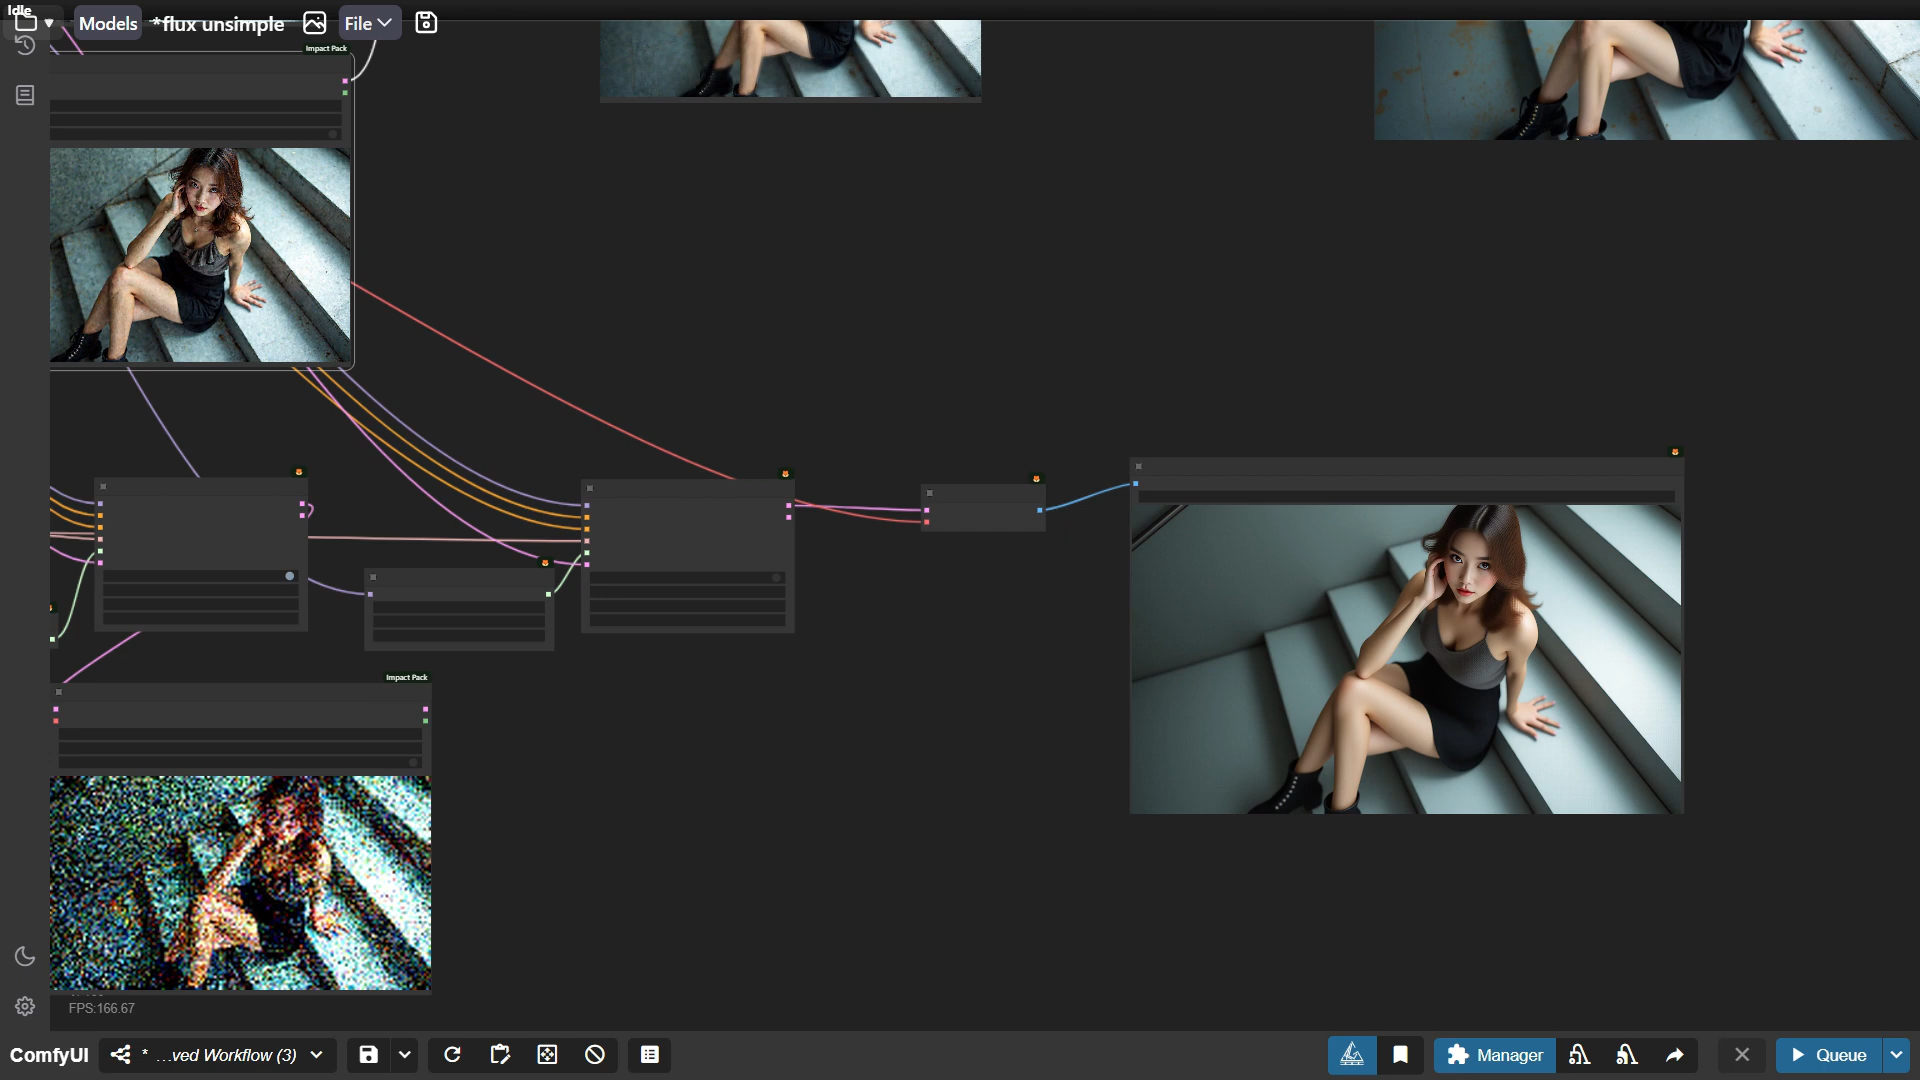 Idle
Models
*flux unsimple
File
Impact Pack
Impact Pack
FPS:166.67
ComfyUI
* ...ved Workflow (3)
Manager
Queue